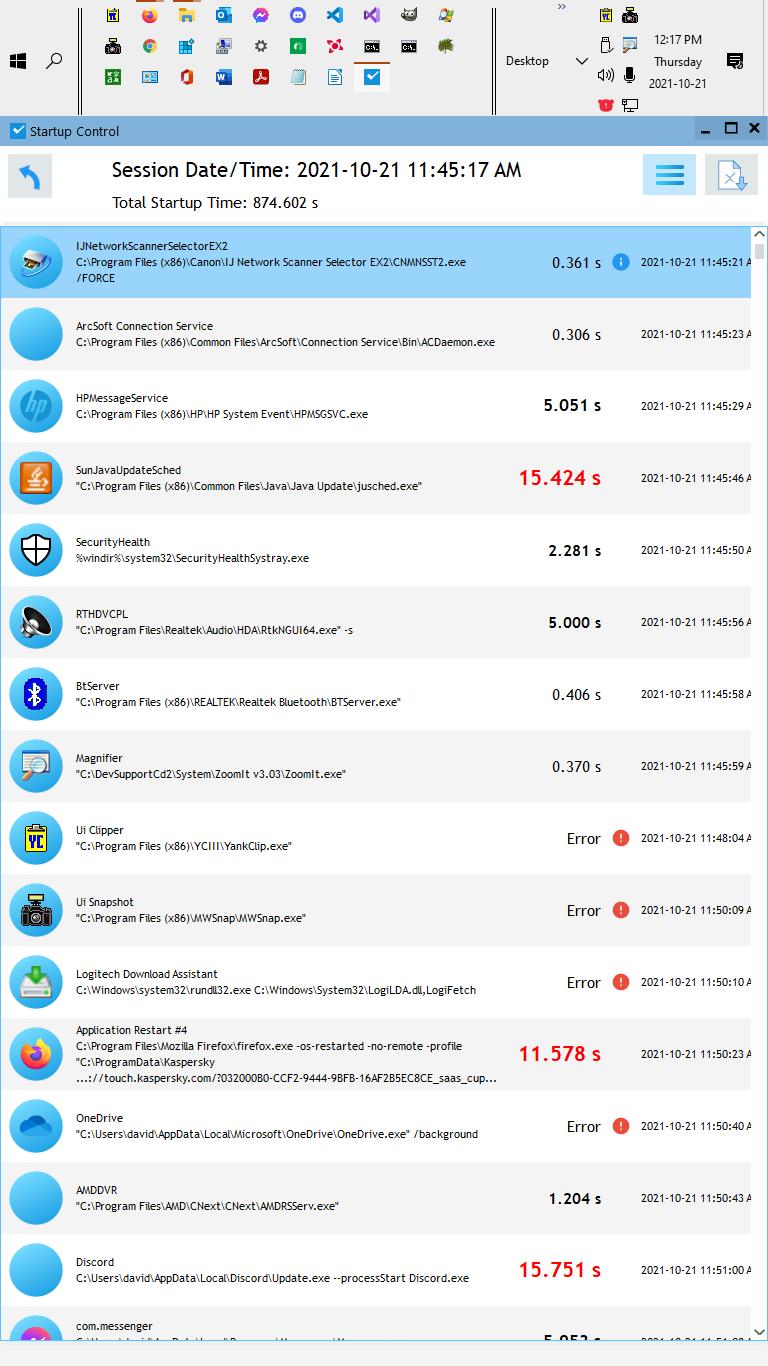 »
12:17 PM
Desktop
Thursday
2021-10-21
Startup Control
Session Date/Time: 2021-10-21 11:45:17 AM
Total Startup Time: 874.602 s
IJNetworkScannerSelectorEX2
C:\Program Files (x86)\Canon\IJ Network Scanner Selector EX2\CNMNSST2.exe
/FORCE
0.361 s
2021-10-21 11:45:21 A
ArcSoft Connection Service
C:\Program Files (x86)\Common Files\ArcSoft\Connection Service\Bin\ACDaemon.exe
0.306 s
2021-10-21 11:45:23 A
HPMessageService
C:\Program Files (x86)\HP\HP System Event\HPMSGSVC.exe
5.051 s
2021-10-21 11:45:29 A
SunJavaUpdateSched
"C:\Program Files (x86)\Common Files\Java\Java Update\jusched.exe"
15.424 s
2021-10-21 11:45:46 A
SecurityHealth
%windir%\system32\SecurityHealthSystray.exe
2.281 s
2021-10-21 11:45:50 A
RTHDVCPL
"C:\Program Files\Realtek\Audio\HDA\RtkNGUI64.exe" -s
5.000 s
2021-10-21 11:45:56 A
BtServer
"C:\Program Files (x86)\REALTEK\Realtek Bluetooth\BTServer.exe"
0.406 s
2021-10-21 11:45:58 A
Magnifier
"C:\DevSupportCd2\System\ZoomIt v3.03\ZoomIt.exe"
0.370 s
2021-10-21 11:45:59 A
Ui Clipper
"C:\Program Files (x86)\YCIII\YankClip.exe"
Error
2021-10-21 11:48:04 A
Ui Snapshot
"C:\Program Files (x86)\MWSnap\MWSnap.exe"
Error
2021-10-21 11:50:09 A
Logitech Download Assistant
C:\Windows\system32\rundll32.exe C:\Windows\System32\LogiLDA.dll,LogiFetch
Error
2021-10-21 11:50:10 A
Application Restart #4
C:\Program Files\Mozilla Firefox\firefox.exe -os-restarted -no-remote -profile
"C:\ProgramData\Kaspersky
...://touch.kaspersky.com/?032000B0-CCF2-9444-9BFB-16AF2B5EC8CE_saas_cup...
11.578 s
2021-10-21 11:50:23 A
OneDrive
"C:\Users\david\AppData\Local\Microsoft\OneDrive\OneDrive.exe" /background
Error
2021-10-21 11:50:40 A
AMDDVR
"C:\Program Files\AMD\CNext\CNext\AMDRSServ.exe"
1.204 s
2021-10-21 11:50:43 A
Discord
C:\Users\david\AppData\Local\Discord\Update.exe --processStart Discord.exe
15.751 s
2021-10-21 11:51:00 A
com.messenger